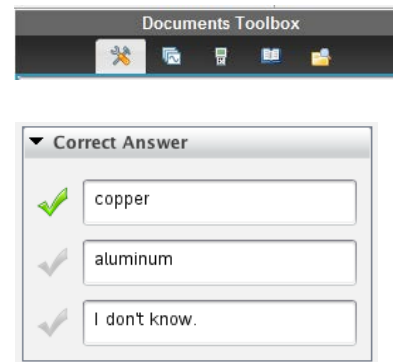 Documents Toolbox
Correct Answer
copper
aluminum
I don't know.